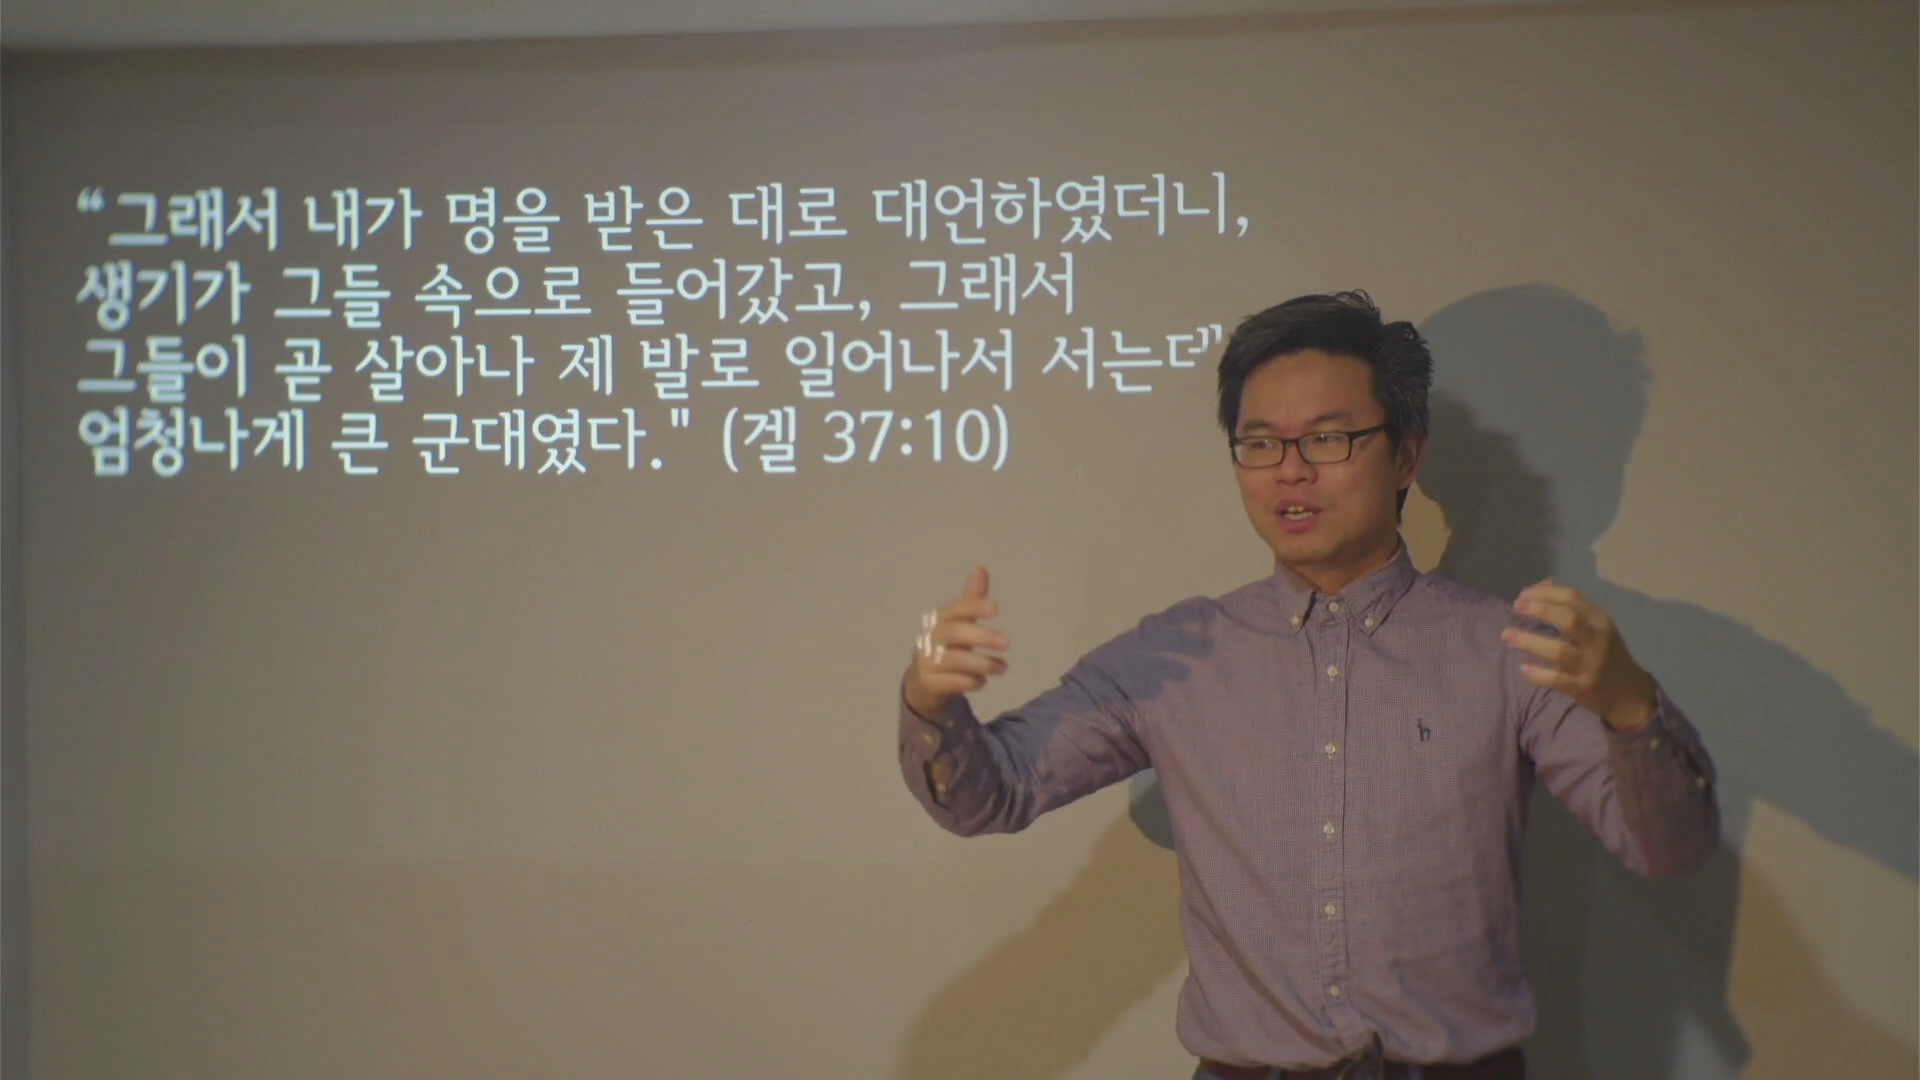 “그래서 내가 명을 받은 대로 대언하였더니,
생기가 그들 속으로 들어갔고, 그래서
그들이 곧 살아나 제 발로 일어나서 서는데
엄청나게 큰 군대였다." (겔 37:10)
h